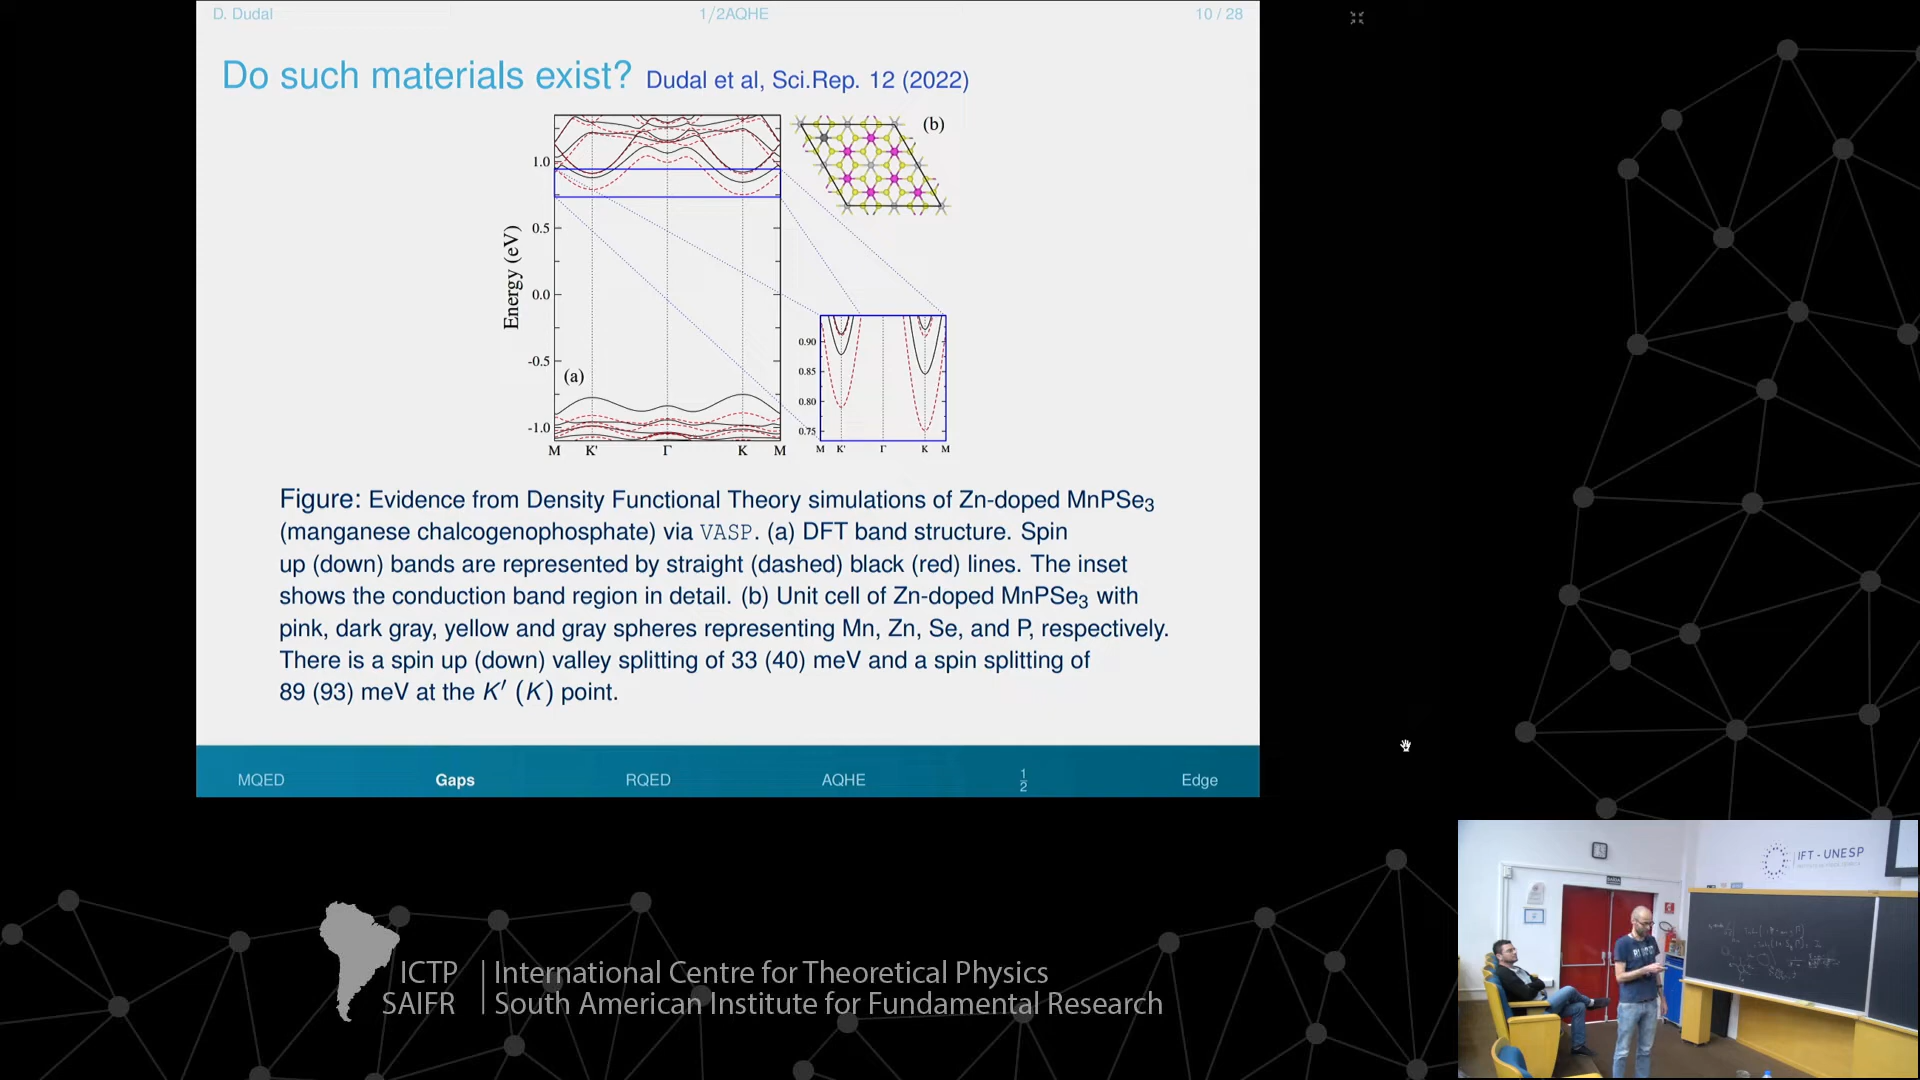 D. Dudal 1/2AQHE 10 / 28
Do such materials exist? Dudal et al, Sci.Rep. 12 (2022)
(b)
1.0
0.5
Energy (eV)
0.0
-0.5
(a)
-1.0
M K' Γ K M
0.90
0.85
0.80
0.75
M K' Γ K M
Figure: Evidence from Density Functional Theory simulations of Zn-doped MnPSe₃
(manganese chalcogenophosphate) via VASP. (a) DFT band structure. Spin
up (down) bands are represented by straight (dashed) black (red) lines. The inset
shows the conduction band region in detail. (b) Unit cell of Zn-doped MnPSe₃ with
pink, dark gray, yellow and gray spheres representing Mn, Zn, Se, and P, respectively.
There is a spin up (down) valley splitting of 33 (40) meV and a spin splitting of
89 (93) meV at the K′ (K) point.
MQED Gaps RQED AQHE 1/2 Edge
IFT - UNESP
ICTP | International Centre for Theoretical Physics
SAIFR | South American Institute for Fundamental Research